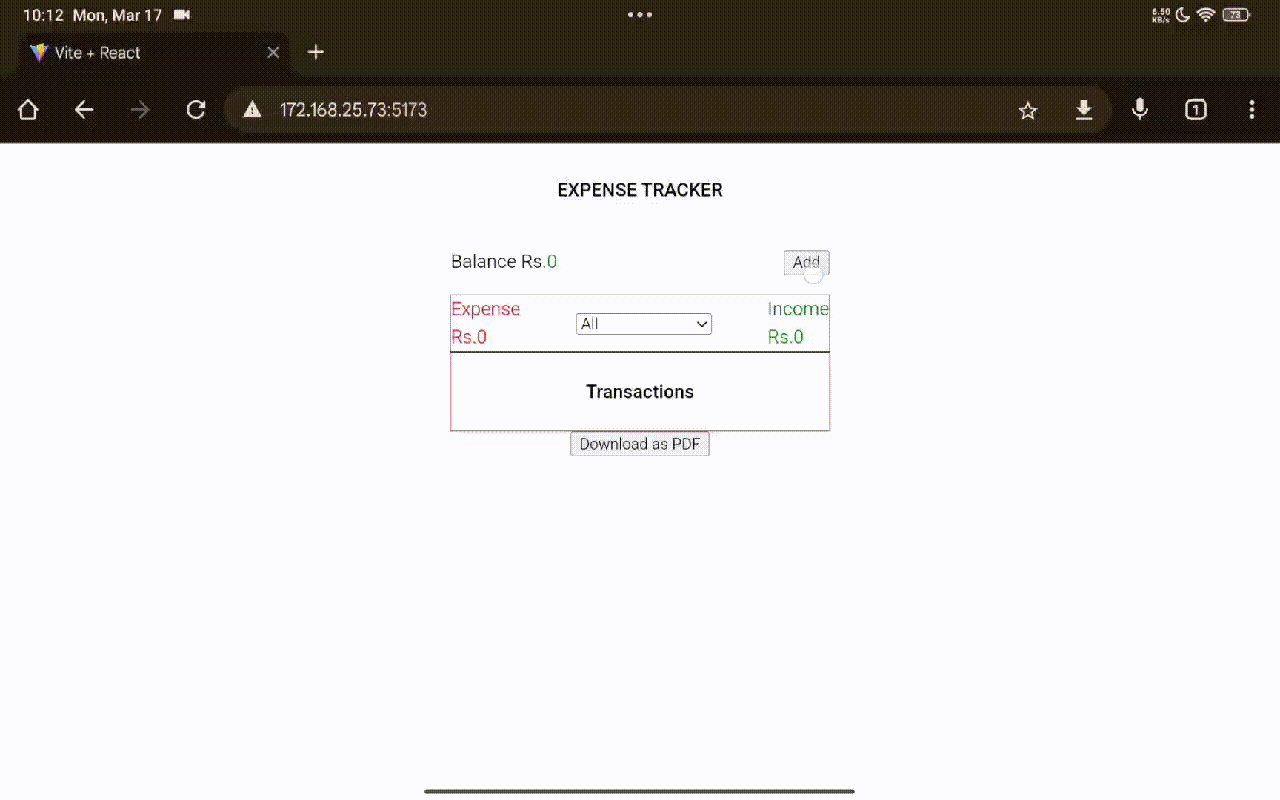 10:12 Mon, Mar 17
6.50
KB/s
73
Vite + React
172.168.25.73:5173
1
EXPENSE TRACKER
Balance Rs.0
Add
Expense
Rs.0
All
Income
Rs.0
Transactions
Download as PDF